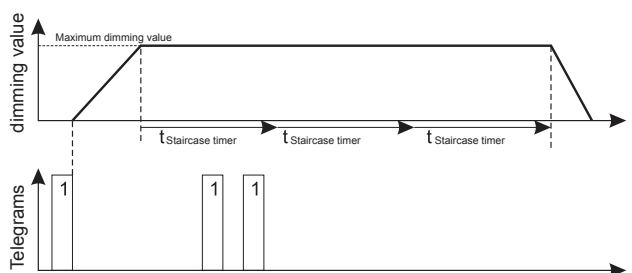 dimming value
Maximum dimming value
t Staircase timer t Staircase timer t Staircase timer
Telegrams
1 1 1